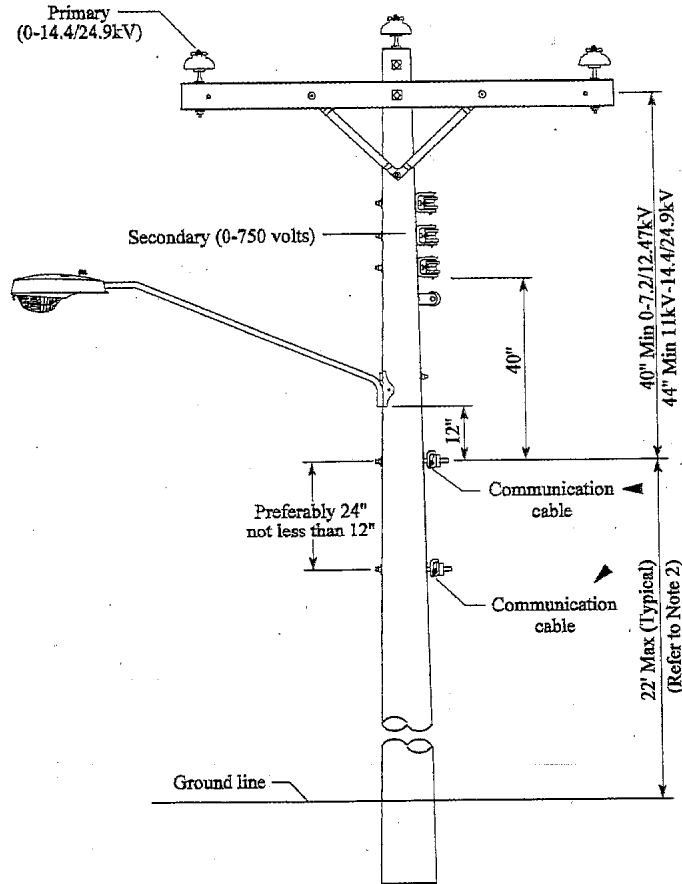 Primary
(0-14.4/24.9kV)
Secondary (0-750 volts)
40" Min 0-7.2/12.47kV
44" Min 11kV-14.4/24.9kV
40"
12"
Communication
cable
Preferably 24"
not less than 12"
Communication
cable
22' Max (Typical)
(Refer to Note 2)
Ground line